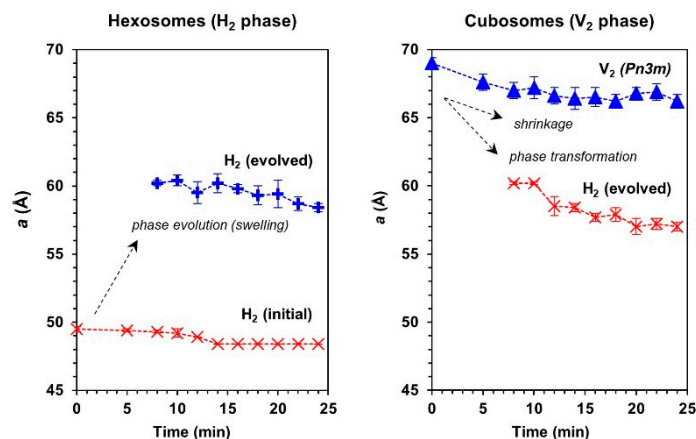 Hexosomes (H₂ phase)
70
65
60
55
50
45
a (Å)
H₂ (evolved)
phase evolution (swelling)
H₂ (initial)
0 5 10 15 20 25
Time (min)
Cubosomes (V₂ phase)
70
65
60
55
50
45
a (Å)
V₂ (Pn3m)
shrinkage
phase transformation
H₂ (evolved)
0 5 10 15 20 25
Time (min)